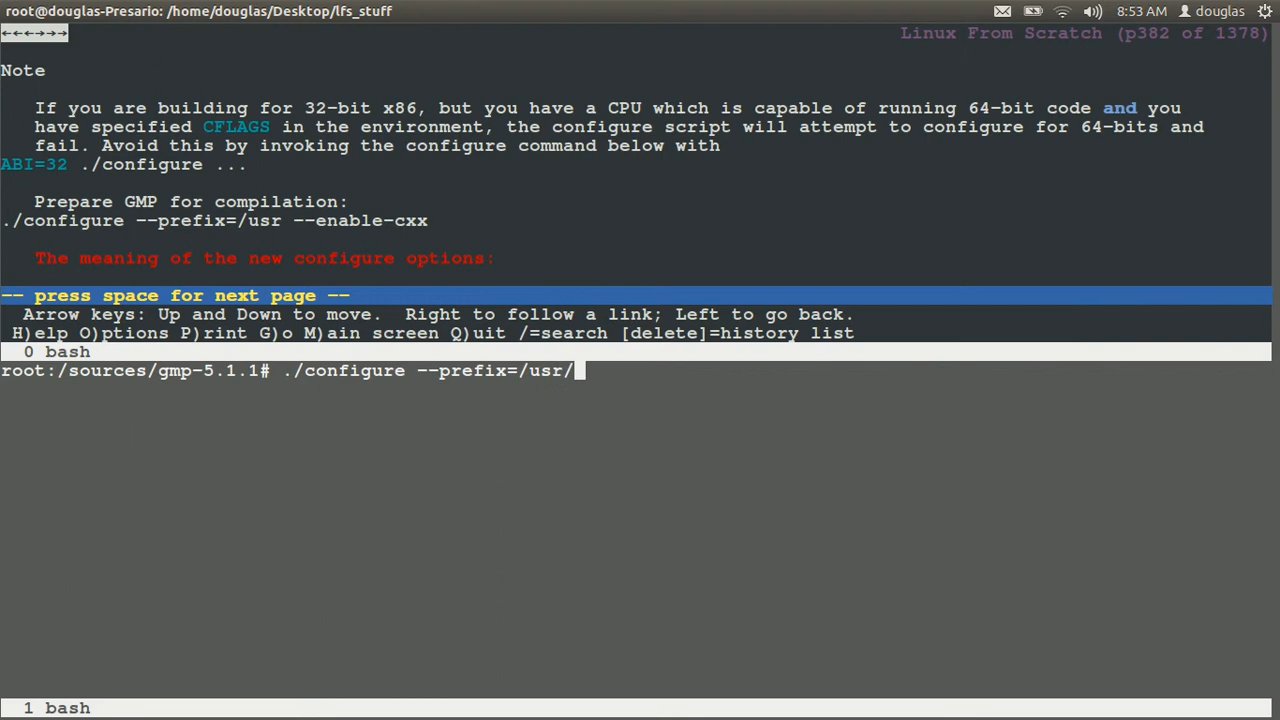 root@douglas-Presario: /home/douglas/Desktop/lfs_stuff 8:53 AM douglas
←←←→→→ Linux From Scratch (p382 of 1378)
Note
If you are building for 32-bit x86, but you have a CPU which is capable of running 64-bit code and you
have specified CFLAGS in the environment, the configure script will attempt to configure for 64-bits and
fail. Avoid this by invoking the configure command below with
ABI=32 ./configure ...
Prepare GMP for compilation:
./configure --prefix=/usr --enable-cxx
The meaning of the new configure options:
-- press space for next page --
Arrow keys: Up and Down to move.  Right to follow a link; Left to go back.
H)elp O)ptions P)rint G)o M)ain screen Q)uit /=search [delete]=history list
0 bash
root:/sources/gmp-5.1.1# ./configure --prefix=/usr/
1 bash